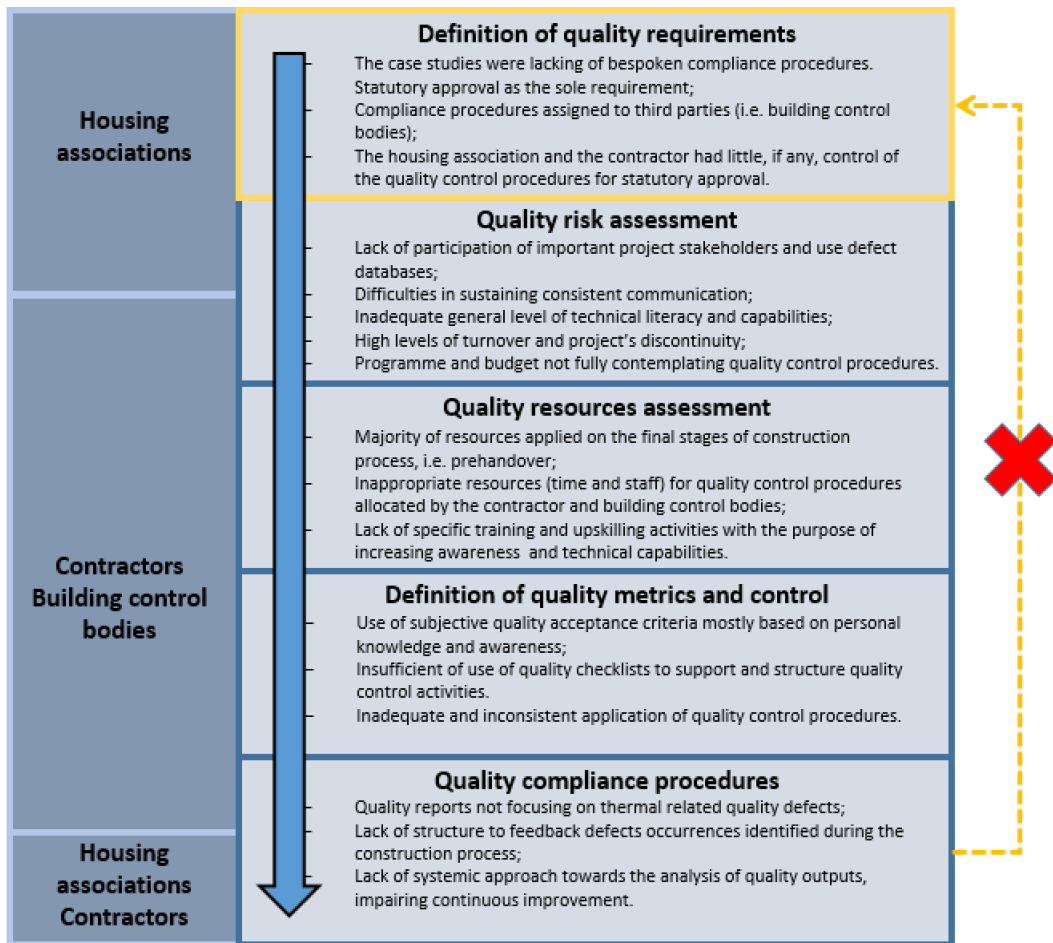 Housing
associations
Definition of quality requirements
- The case studies were lacking of bespoken compliance procedures.
- Statutory approval as the sole requirement;
- Compliance procedures assigned to third parties (i.e. building control
bodies);
- The housing association and the contractor had little, if any, control of
the quality control procedures for statutory approval.
Quality risk assessment
- Lack of participation of important project stakeholders and use defect
databases;
- Difficulties in sustaining consistent communication;
- Inadequate general level of technical literacy and capabilities;
- High levels of turnover and project’s discontinuity;
- Programme and budget not fully contemplating quality control procedures.
Contractors
Building control
bodies
Quality resources assessment
- Majority of resources applied on the final stages of construction
process, i.e. prehandover;
- Inappropriate resources (time and staff) for quality control procedures
allocated by the contractor and building control bodies;
- Lack of specific training and upskilling activities with the purpose of
increasing awareness and technical capabilities.
Definition of quality metrics and control
- Use of subjective quality acceptance criteria mostly based on personal
knowledge and awareness;
- Insufficient of use of quality checklists to support and structure quality
control activities.
- Inadequate and inconsistent application of quality control procedures.
Quality compliance procedures
- Quality reports not focusing on thermal related quality defects;
- Lack of structure to feedback defects occurrences identified during the
construction process;
- Lack of systemic approach towards the analysis of quality outputs,
impairing continuous improvement.
Housing
associations
Contractors